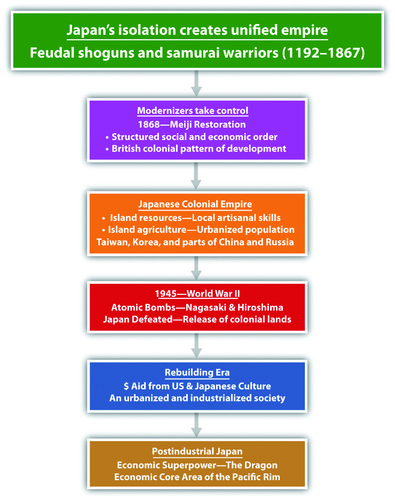 Japan's isolation creates unified empire
Feudal shoguns and samurai warriors (1192–1867)
Modernizers take control
1868—Meiji Restoration
• Structured social and economic order
• British colonial pattern of development
Japanese Colonial Empire
• Island resources—Local artisanal skills
• Island agriculture—Urbanized population
Taiwan, Korea, and parts of China and Russia
1945—World War II
Atomic Bombs—Nagasaki & Hiroshima
Japan Defeated—Release of colonial lands
Rebuilding Era
$ Aid from US & Japanese Culture
An urbanized and industrialized society
Postindustrial Japan
Economic Superpower—The Dragon
Economic Core Area of the Pacific Rim